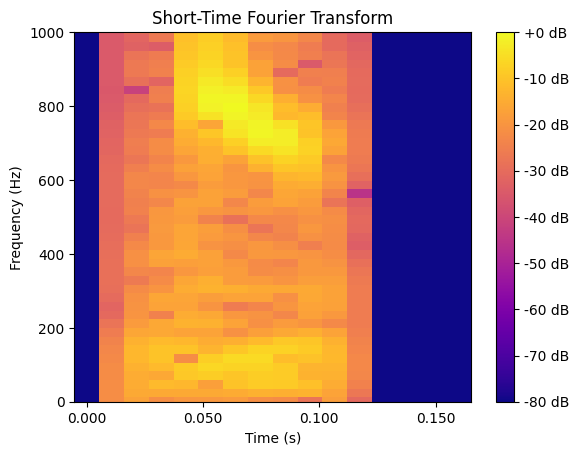 Short-Time Fourier Transform
1000
800
600
400
200
0
Frequency (Hz)
0.000
0.050
0.100
0.150
Time (s)
+0 dB
-10 dB
-20 dB
-30 dB
-40 dB
-50 dB
-60 dB
-70 dB
-80 dB